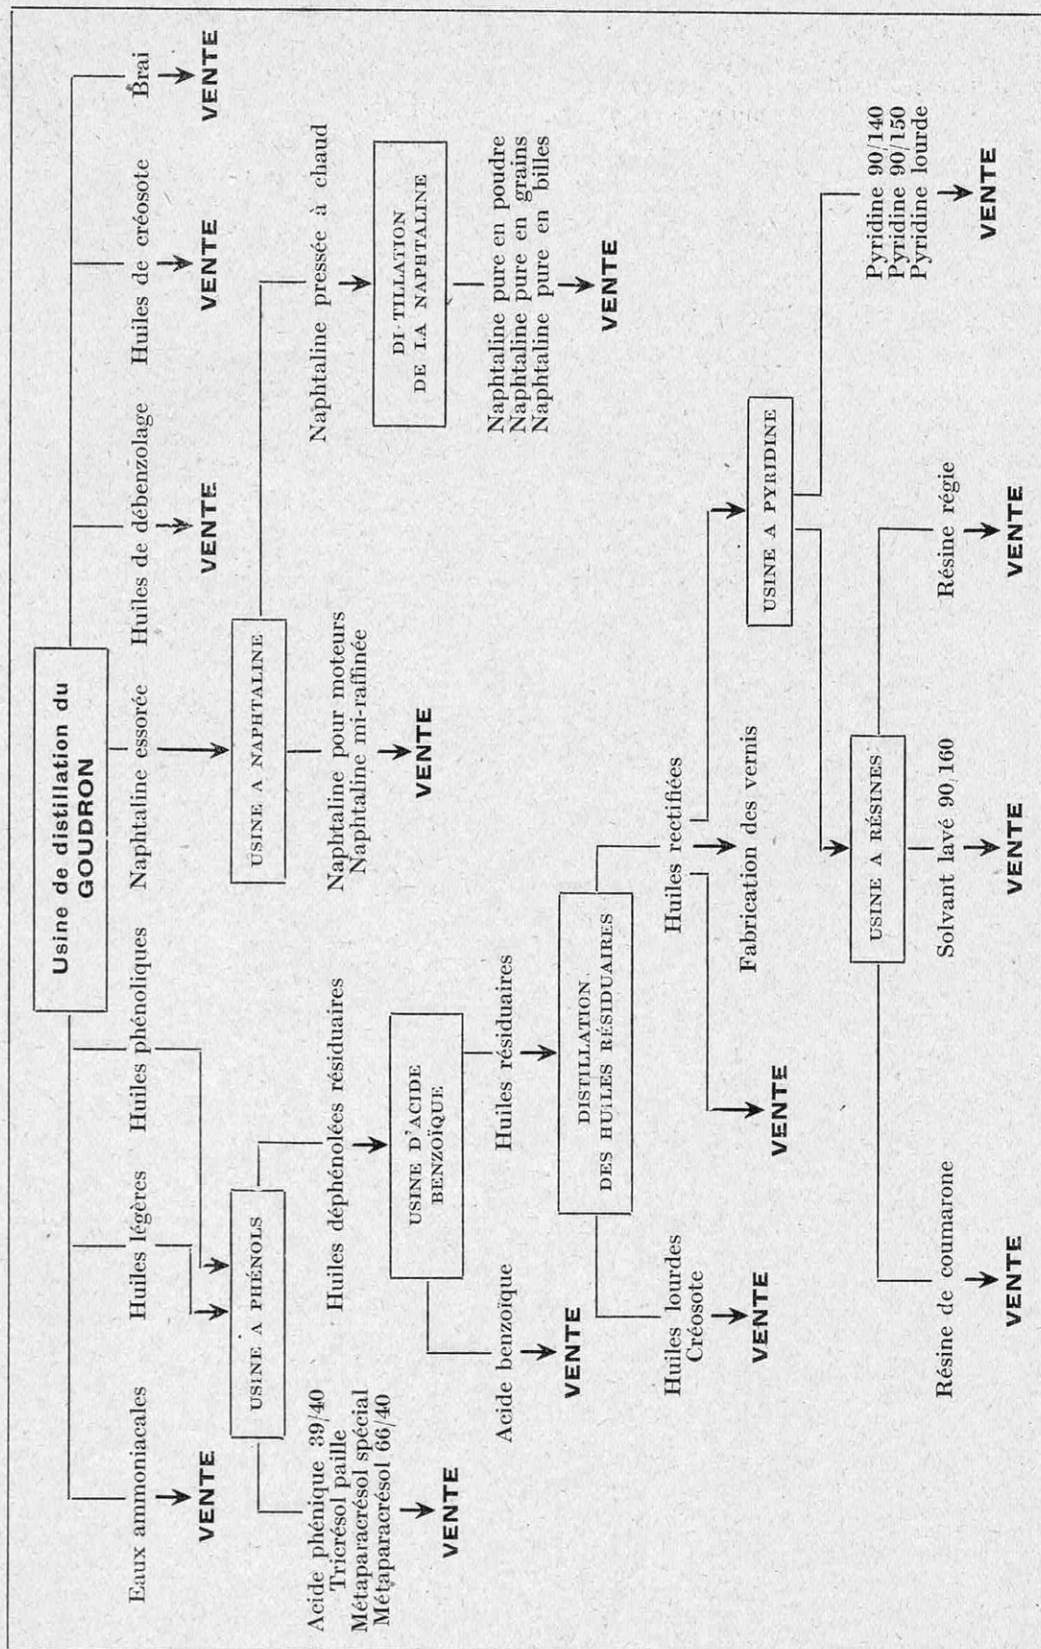 Usine de distillation du
GOUDRON
Eaux ammoniacales
Huiles légères
Huiles phénoliques
Naphtaline essorée
Huiles de débenzolage
Huiles de créosote
Brai
VENTE
VENTE
VENTE
VENTE
USINE A PHÉNOLS
USINE A NAPHTALINE
Acide phénique 39/40
Tricrésol paille
Métaparacrésol spécial
Métaparacrésol 66/40
VENTE
Huiles déphénolées résiduaires
Naphtaline pour moteurs
Naphtaline mi-raffinée
VENTE
Naphtaline pressée à chaud
USINE D'ACIDE
BENZOÏQUE
DI·TILLATION
DE LA NAPHTALINE
Acide benzoïque
VENTE
Huiles résiduaires
Naphtaline pure en poudre
Naphtaline pure en grains
Naphtaline pure en billes
VENTE
DISTILLATION
DES HUILES RÉSIDUAIRES
Huiles lourdes
Créosote
VENTE
Huiles rectifiées
VENTE
Fabrication des vernis
USINE A PYRIDINE
USINE A RÉSINES
Pyridine 90/140
Pyridine 90/150
Pyridine lourde
VENTE
Résine de coumarone
VENTE
Solvant lavé 90/160
VENTE
Résine régie
VENTE